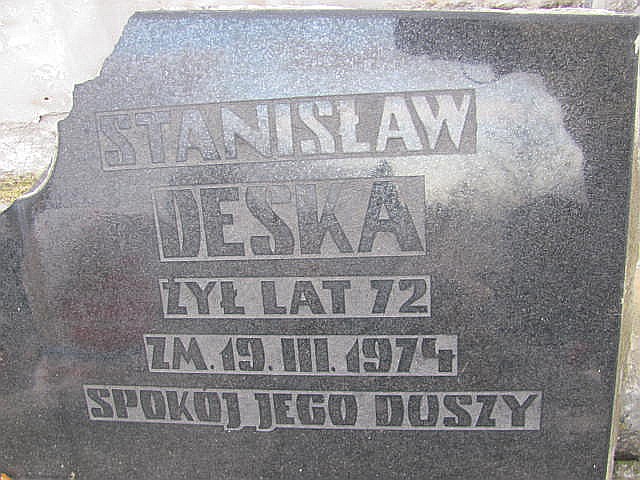 STANISŁAW
DESKA
ŻYŁ LAT 72
ZM. 19. III. 1974
SPOKÓJ JEGO DUSZY